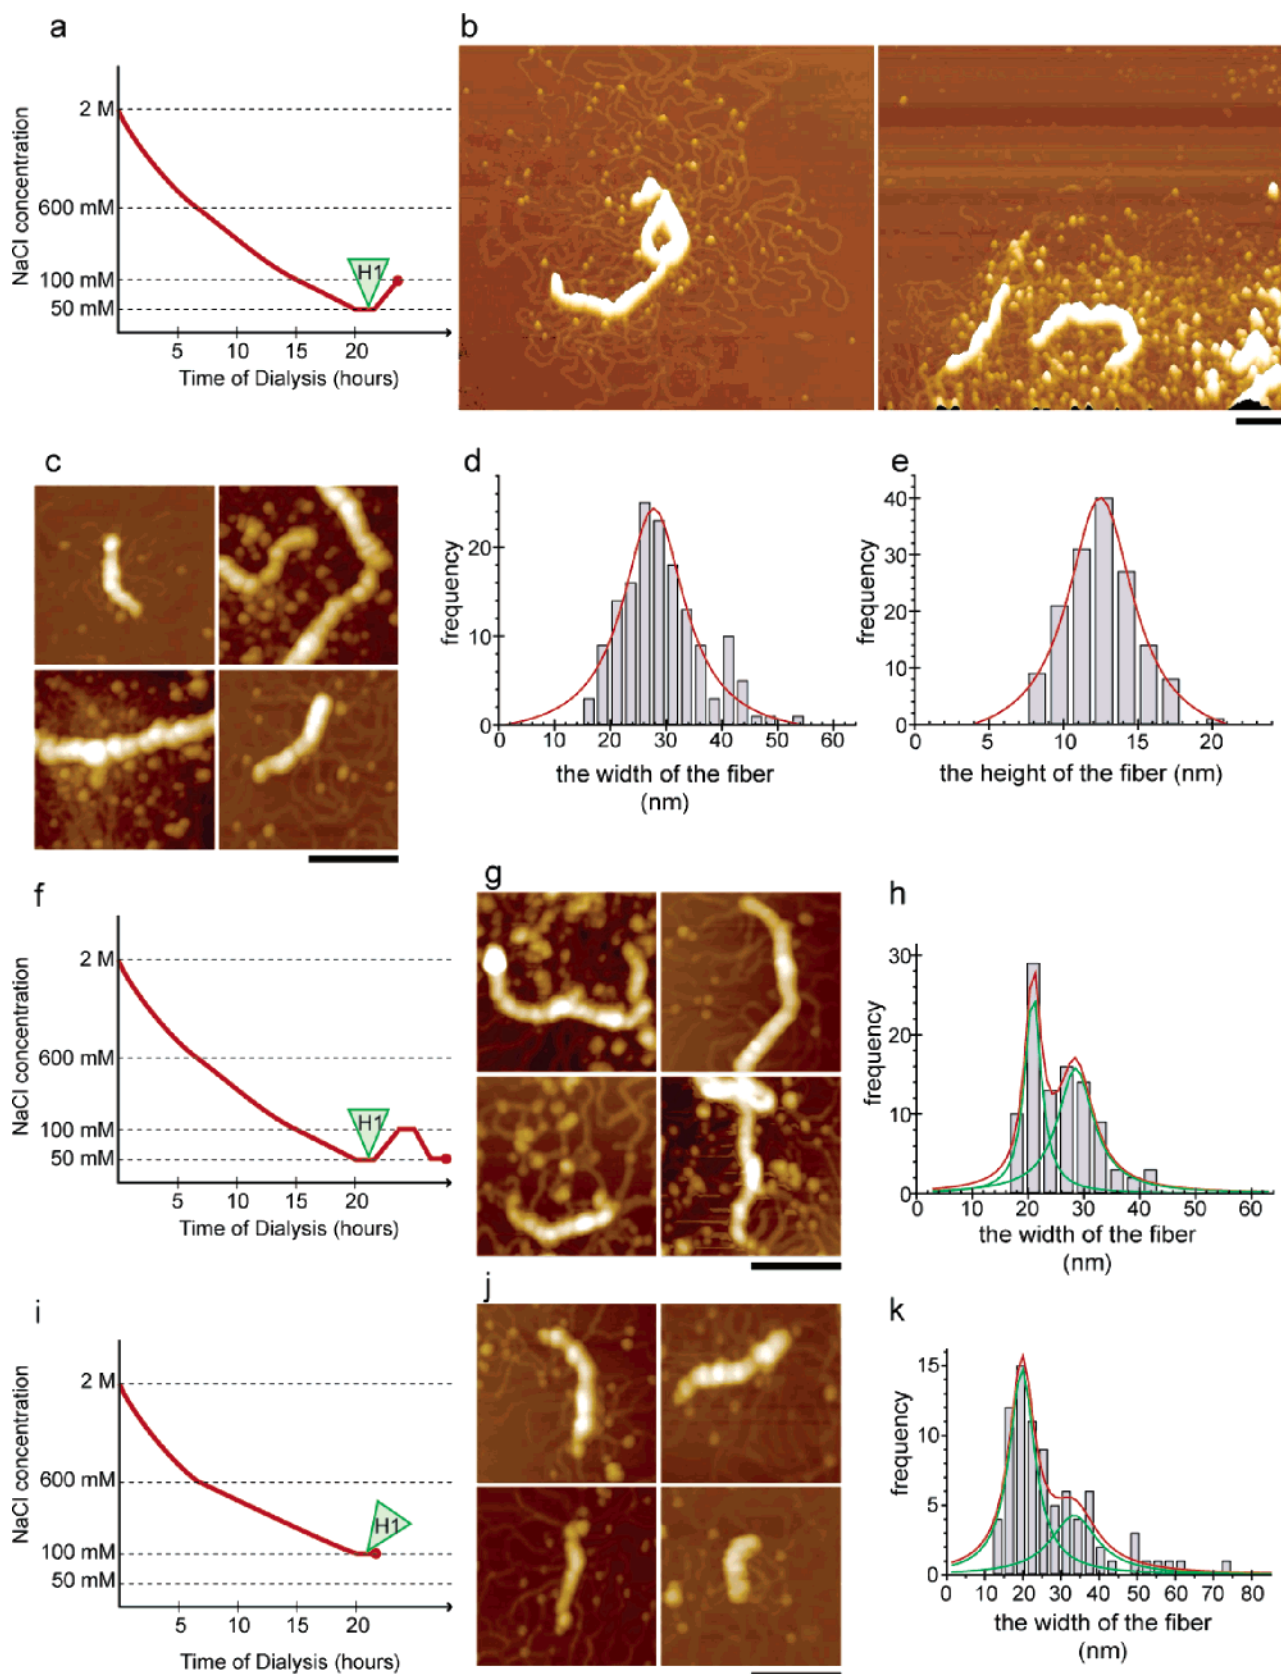 a
NaCl concentration
2 M
600 mM
100 mM
50 mM
H1
5 10 15 20
Time of Dialysis (hours)
b
c
d
frequency
20
10
0
0 10 20 30 40 50 60
the width of the fiber
(nm)
e
frequency
40
30
20
10
0
0 5 10 15 20
the height of the fiber (nm)
f
NaCl concentration
2 M
600 mM
100 mM
50 mM
H1
5 10 15 20
Time of Dialysis (hours)
g
h
frequency
30
20
10
0
0 10 20 30 40 50 60
the width of the fiber
(nm)
i
NaCl concentration
2 M
600 mM
100 mM
50 mM
H1
5 10 15 20
Time of Dialysis (hours)
j
k
frequency
15
10
5
0
0 10 20 30 40 50 60 70 80
the width of the fiber
(nm)